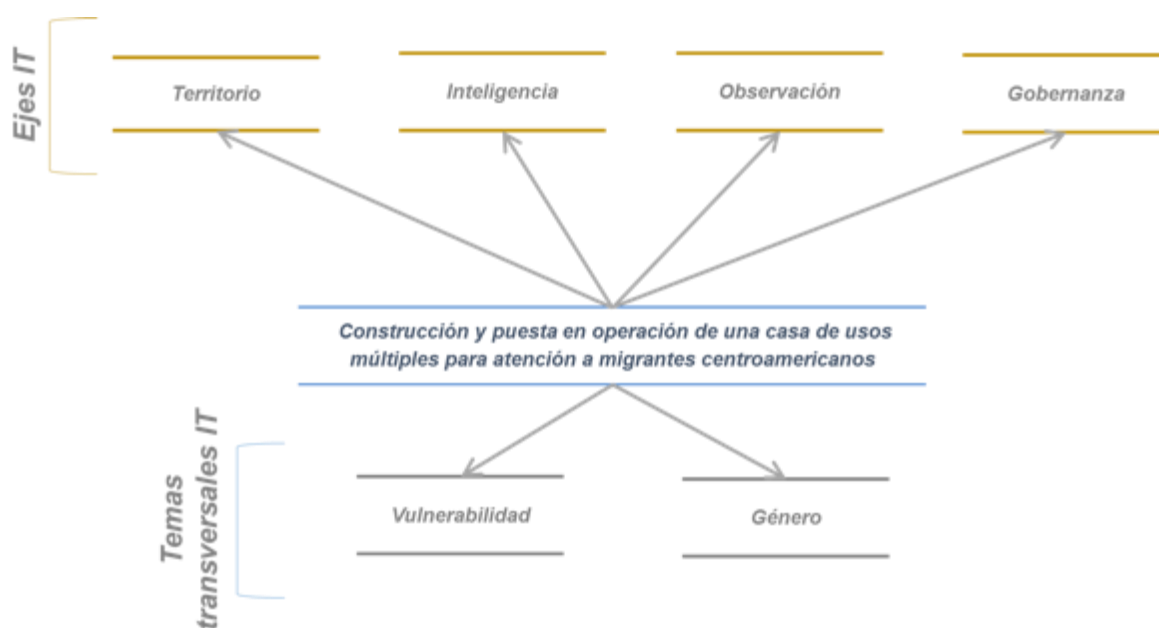 Ejes IT
Territorio
Inteligencia
Observación
Gobernanza
Construcción y puesta en operación de una casa de usos
múltiples para atención a migrantes centroamericanos
Temas
transversales IT
Vulnerabilidad
Género